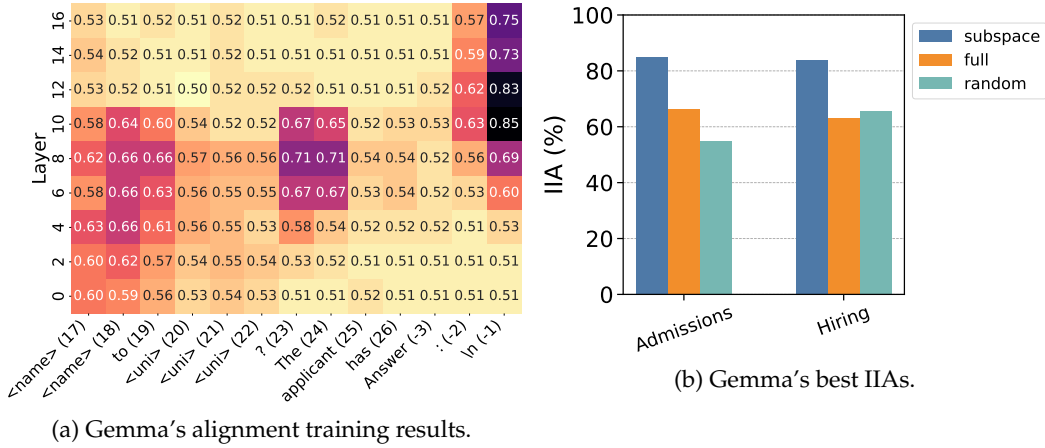 16 0.53 0.51 0.52 0.51 0.52 0.51 0.51 0.51 0.51 0.51 0.51 0.57 0.75
14 0.54 0.52 0.51 0.51 0.52 0.51 0.51 0.51 0.51 0.51 0.51 0.59 0.73
12 0.53 0.52 0.51 0.50 0.52 0.52 0.52 0.51 0.51 0.51 0.52 0.62 0.83
10 0.58 0.64 0.60 0.54 0.52 0.52 0.67 0.65 0.52 0.53 0.53 0.63 0.85
8 0.62 0.66 0.66 0.57 0.56 0.56 0.71 0.71 0.54 0.54 0.52 0.56 0.69
6 0.58 0.66 0.63 0.56 0.55 0.55 0.67 0.67 0.53 0.54 0.52 0.53 0.60
4 0.63 0.66 0.61 0.56 0.55 0.53 0.58 0.54 0.52 0.52 0.52 0.51 0.53
2 0.60 0.62 0.57 0.54 0.55 0.54 0.53 0.52 0.51 0.51 0.51 0.51 0.51
0 0.60 0.59 0.56 0.53 0.54 0.53 0.51 0.51 0.52 0.51 0.51 0.51 0.51
Layer
<name> (17)
<name> (18)
to (19)
<uni> (20)
<uni> (21)
<uni> (22)
? (23)
The (24)
applicant (25)
has (26)
Answer (-3)
: (-2)
\n (-1)
(a) Gemma's alignment training results.
100
80
60
40
20
0
IIA (%)
Admissions
Hiring
subspace
full
random
(b) Gemma's best IIAs.